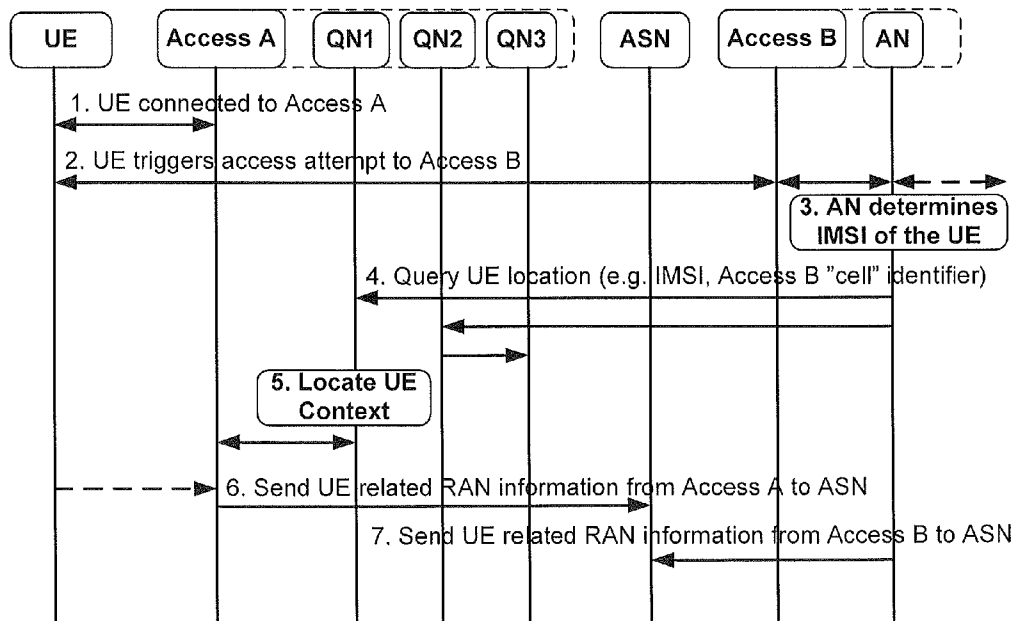 UE Access A QN1 QN2 QN3 ASN Access B AN
1. UE connected to Access A
2. UE triggers access attempt to Access B
3. AN determines
IMSI of the UE
4. Query UE location (e.g. IMSI, Access B "cell" identifier)
5. Locate UE
Context
6. Send UE related RAN information from Access A to ASN
7. Send UE related RAN information from Access B to ASN